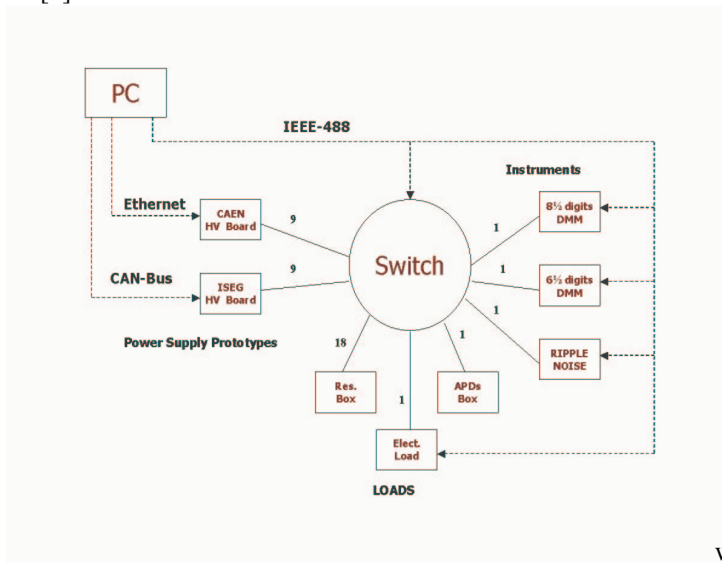 PC
IEEE-488
Instruments
Ethernet
CAEN
HV Board
9
1
8½ digits
DMM
Switch
CAN-Bus
ISEG
HV Board
9
1
6½ digits
DMM
Power Supply Prototypes
18
1
1
RIPPLE
NOISE
Res.
Box
1
APDs
Box
Elect.
Load
LOADS